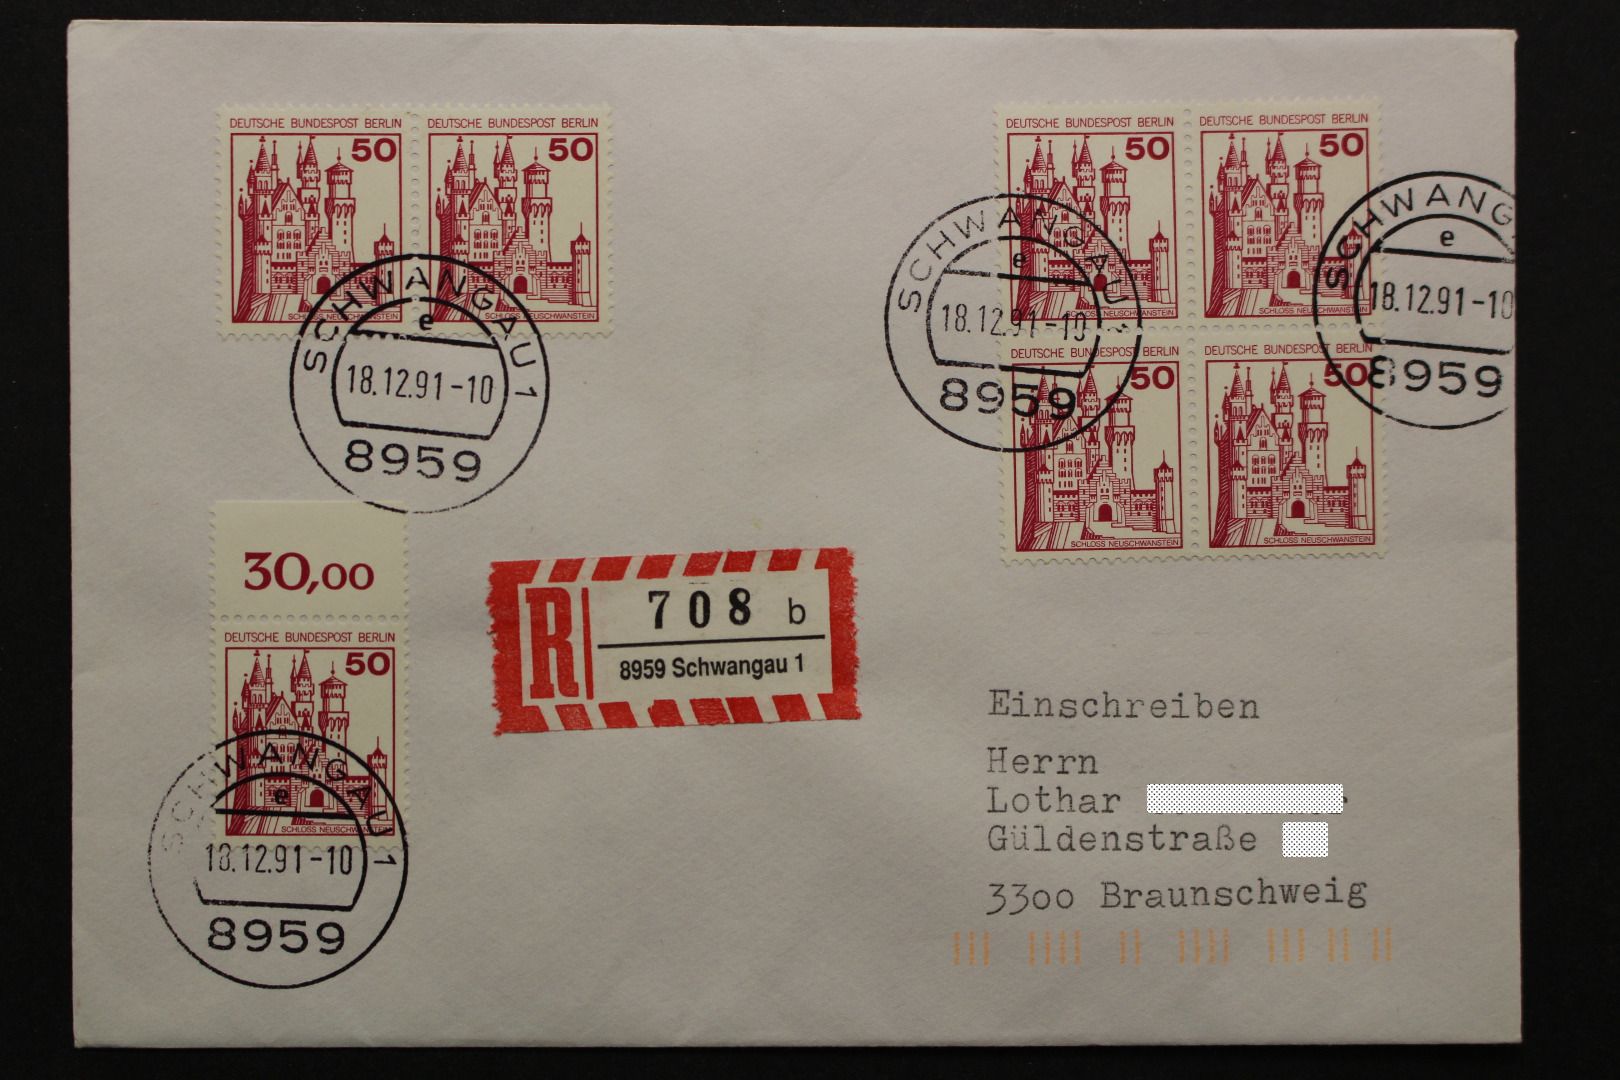 DEUTSCHE BUNDESPOST BERLIN
50
SCHLOSS NEUSCHWANSTEIN
DEUTSCHE BUNDESPOST BERLIN
50
SCHLOSS NEUSCHWANSTEIN
SCHWANGAU 1
e
18.12.91-10
8959
DEUTSCHE BUNDESPOST BERLIN
50
DEUTSCHE BUNDESPOST BERLIN
50
SCHWANGAU 1
e
18.12.91-10
8959
SCHWANG
e
18.12.91-10
8959
DEUTSCHE BUNDESPOST BERLIN
50
SCHLOSS NEUSCHWANSTEIN
DEUTSCHE BUNDESPOST BERLIN
50
SCHLOSS NEUSCHWANSTEIN
30,00
DEUTSCHE BUNDESPOST BERLIN
50
SCHLOSS NEUSCHWANSTEIN
SCHWANGAU 1
e
18.12.91-10
8959
R
708 b
8959 Schwangau 1
Einschreiben
Herrn
Lothar
Güldenstraße
3300 Braunschweig